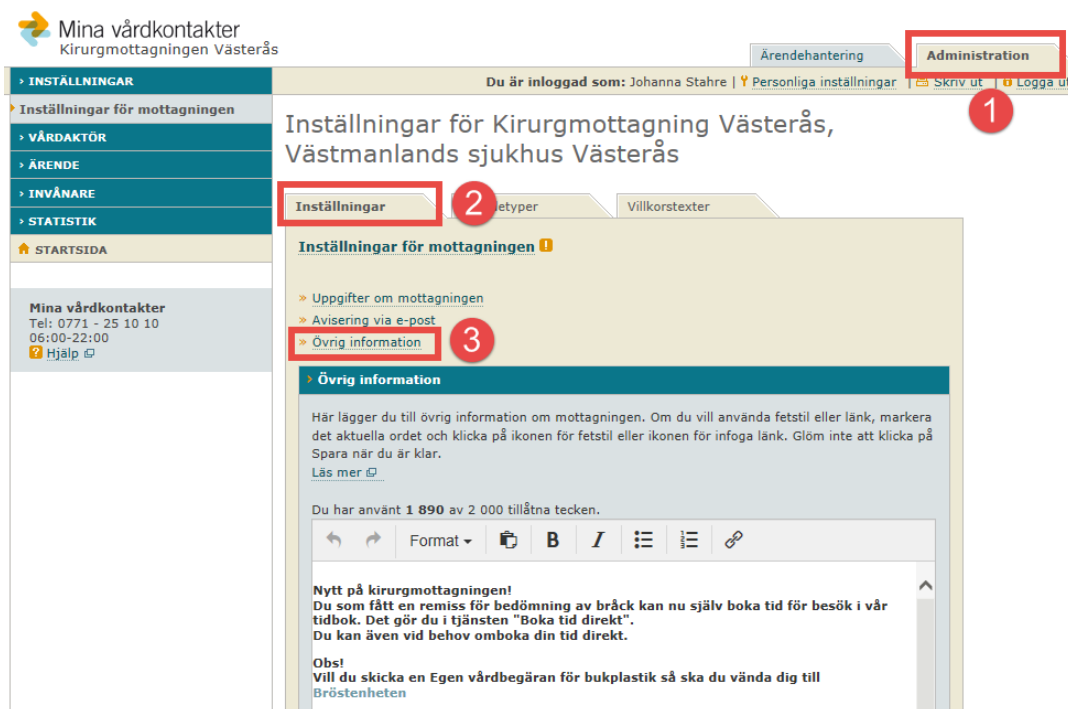 Mina vårdkontakter
Kirurgmottagningen Västerås
Ärendehantering
Administration
1
Du är inloggad som: Johanna Stahre | Personliga inställningar | Skriv ut | Logga ut
› INSTÄLLNINGAR
Inställningar för mottagningen
› VÅRDAKTÖR
› ÄRENDE
› INVÅNARE
› STATISTIK
STARTSIDA
Mina vårdkontakter
Tel: 0771 - 25 10 10
06:00-22:00
? Hjälp
Inställningar för Kirurgmottagning Västerås,
Västmanlands sjukhus Västerås
Inställningar
2
etyper
Villkorstexter
Inställningar för mottagningen !
» Uppgifter om mottagningen
» Avisering via e-post
» Övrig information
3
› Övrig information
Här lägger du till övrig information om mottagningen. Om du vill använda fetstil eller länk, markera
det aktuella ordet och klicka på ikonen för fetstil eller ikonen för infoga länk. Glöm inte att klicka på
Spara när du är klar.
Läs mer
Du har använt 1 890 av 2 000 tillåtna tecken.
Format B I
Nytt på kirurgmottagningen!
Du som fått en remiss för bedömning av bråck kan nu själv boka tid för besök i vår
tidbok. Det gör du i tjänsten "Boka tid direkt".
Du kan även vid behov omboka din tid direkt.
Obs!
Vill du skicka en Egen vårdbegäran för bukplastik så ska du vända dig till
Bröstenheten